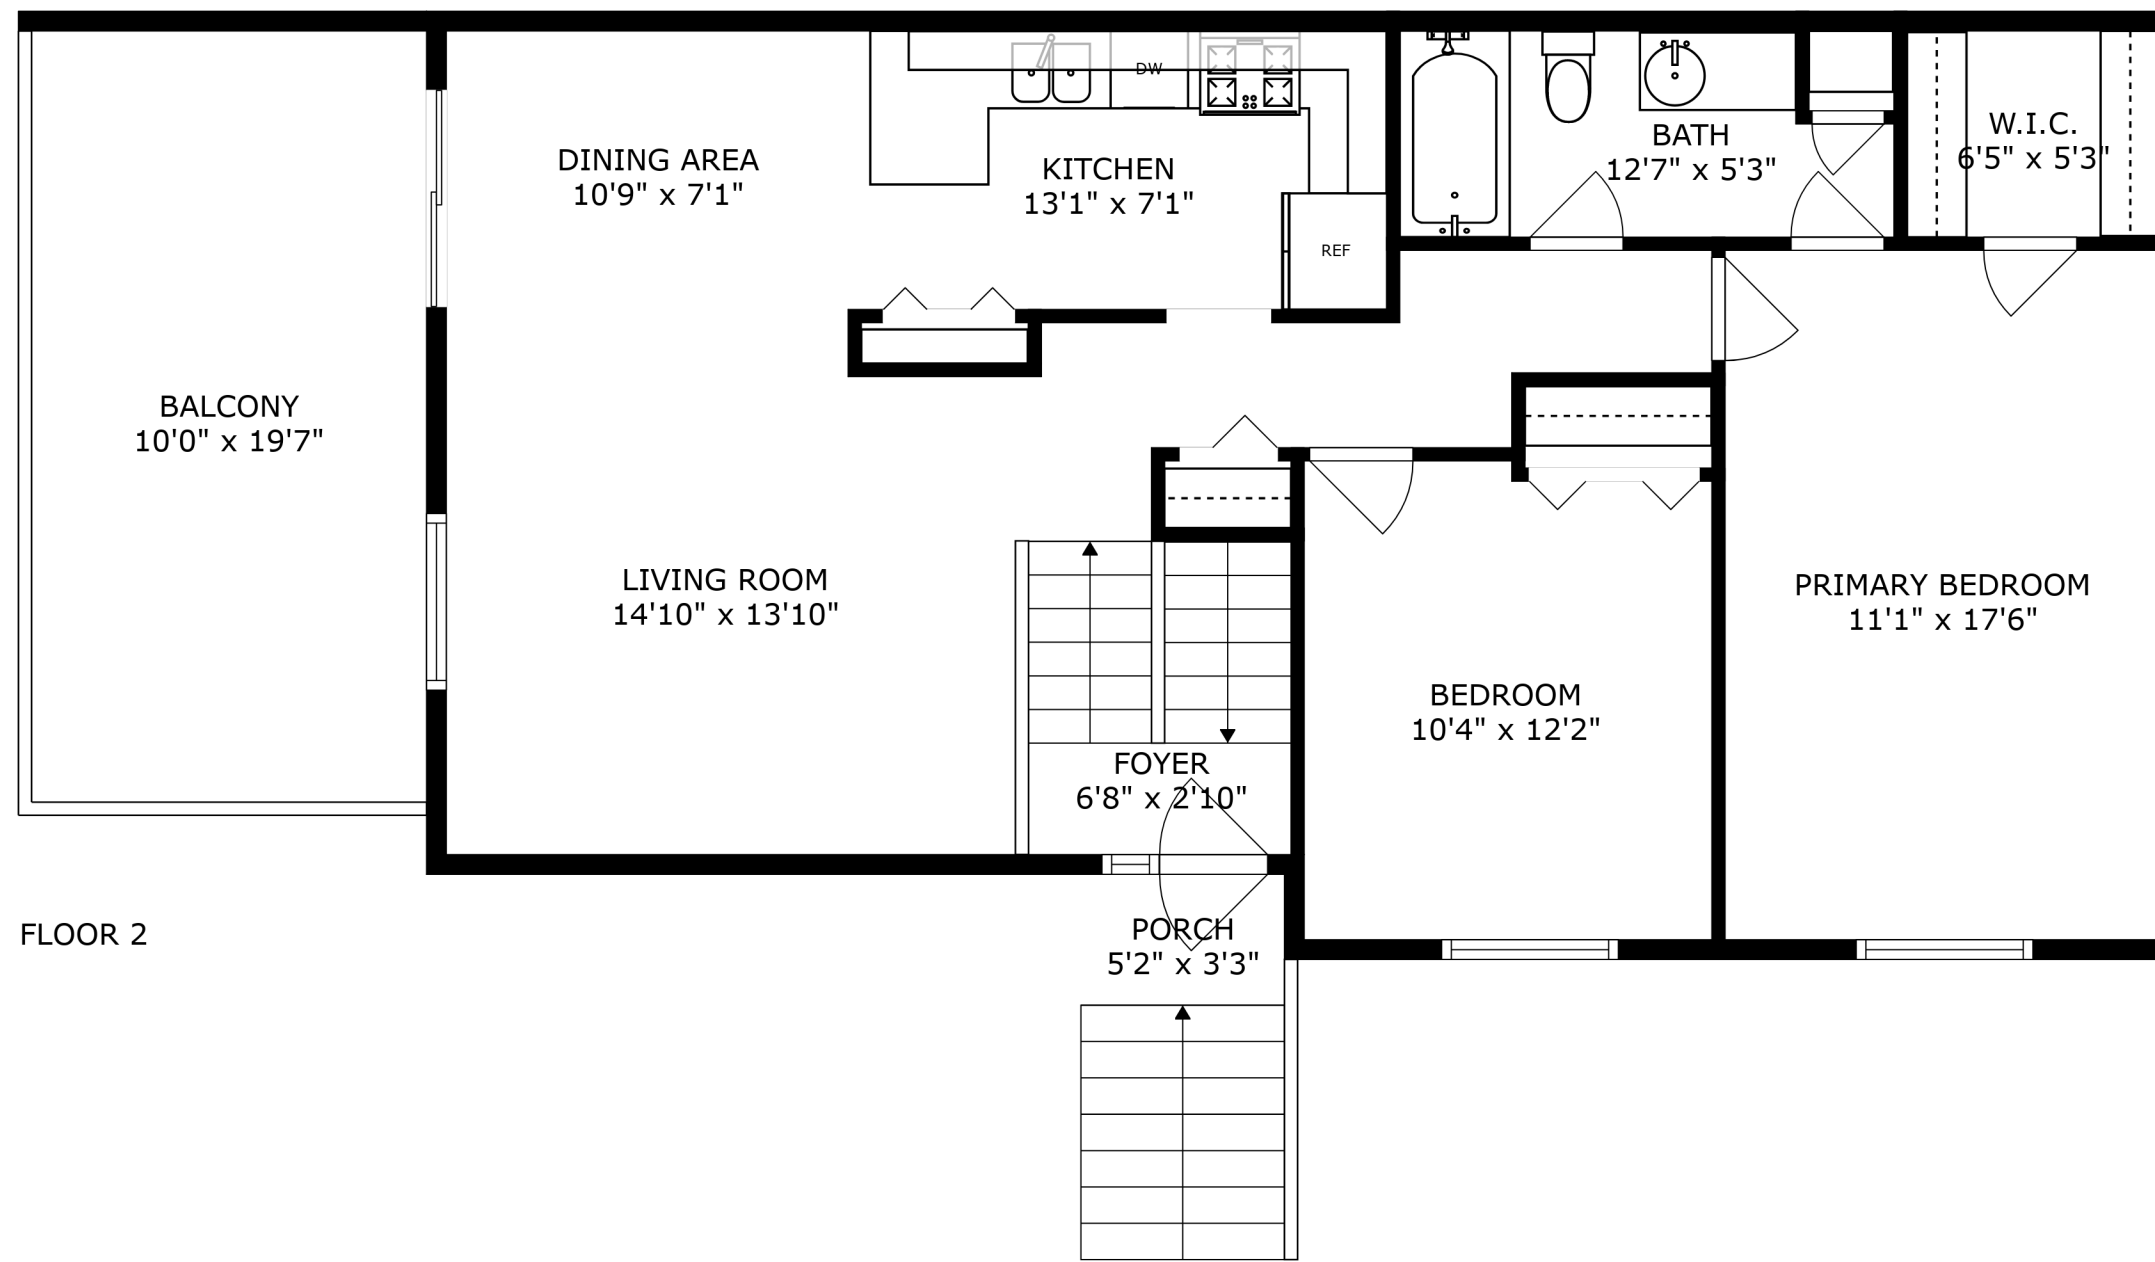 DW
BATH
12'7" x 5'3"
W.I.C.
6'5" x 5'3"
DINING AREA
10'9" x 7'1"
KITCHEN
13'1" x 7'1"
REF
BALCONY
10'0" x 19'7"
LIVING ROOM
14'10" x 13'10"
PRIMARY BEDROOM
11'1" x 17'6"
BEDROOM
10'4" x 12'2"
FOYER
6'8" x 2'10"
PORCH
5'2" x 3'3"
FLOOR 2